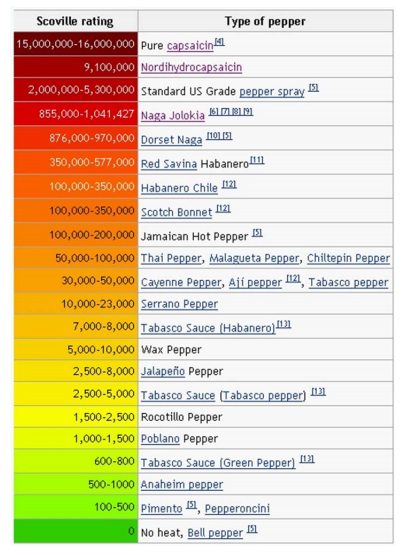 Scoville rating Type of pepper
15,000,000-16,000,000 Pure capsaicin[4]
9,100,000 Nordihydrocapsaicin
2,000,000-5,300,000 Standard US Grade pepper spray [5]
855,000-1,041,427 Naga Jolokia [6][7][8][9]
876,000-970,000 Dorset Naga [10][5]
350,000-577,000 Red Savina Habanero[11]
100,000-350,000 Habanero Chile [12]
100,000-350,000 Scotch Bonnet [12]
100,000-200,000 Jamaican Hot Pepper [5]
50,000-100,000 Thai Pepper, Malagueta Pepper, Chiltepin Pepper
30,000-50,000 Cayenne Pepper, Ají pepper [12], Tabasco pepper
10,000-23,000 Serrano Pepper
7,000-8,000 Tabasco Sauce (Habanero)[13]
5,000-10,000 Wax Pepper
2,500-8,000 Jalapeño Pepper
2,500-5,000 Tabasco Sauce (Tabasco pepper) [13]
1,500-2,500 Rocotillo Pepper
1,000-1,500 Poblano Pepper
600-800 Tabasco Sauce (Green Pepper) [13]
500-1000 Anaheim pepper
100-500 Pimento [5], Pepperoncini
0 No heat, Bell pepper [5]